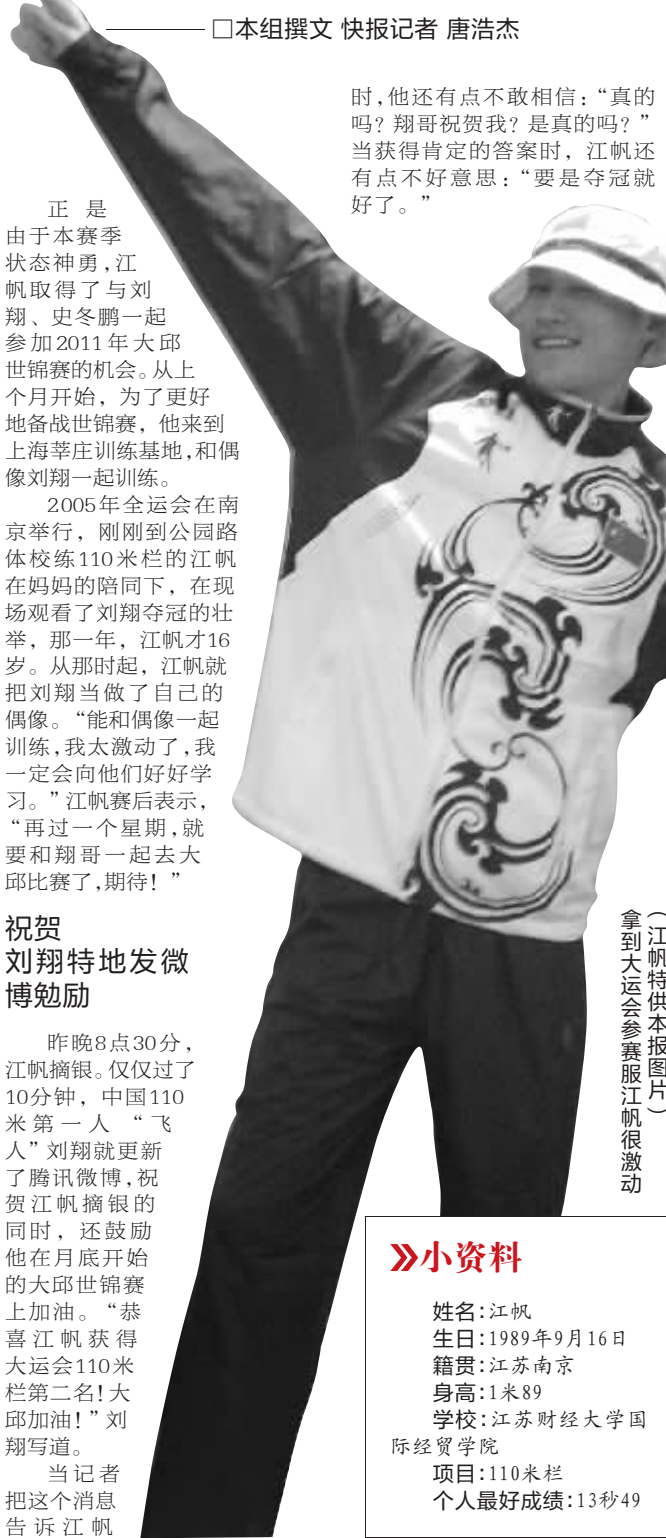 □本组撰文 快报记者 唐浩杰
正是
由于本赛季
状态神勇,江
帆取得了与刘
翔、史冬鹏一起
参加2011年大邱
世锦赛的机会。从上
个月开始，为了更好
地备战世锦赛，他来到
上海莘庄训练基地,和偶
像刘翔一起训练。
2005年全运会在南
京举行，刚刚到公园路
体校练110米栏的江帆
在妈妈的陪同下，在现
场观看了刘翔夺冠的壮
举，那一年，江帆才16
岁。从那时起，江帆就
把刘翔当做了自己的
偶像。“能和偶像一起
训练,我太激动了,我
一定会向他们好好学
习。”江帆赛后表示，
“再过一个星期,就
要和翔哥一起去大
邱比赛了,期待！”
祝贺
刘翔特地发微
博勉励
昨晚8点30分，
江帆摘银。仅仅过了
10分钟，中国110
米第一人“飞
人”刘翔就更新
了腾讯微博,祝
贺江帆摘银的
同时，还鼓励
他在月底开始
的大邱世锦赛
上加油。“恭
喜江帆获得
大运会110米
栏第二名！大
邱加油！”刘
翔写道。
当记者
把这个消息
告诉江帆
时,他还有点不敢相信：“真的
吗？翔哥祝贺我？是真的吗？”
当获得肯定的答案时，江帆还
有点不好意思：“要是夺冠就
好了。”
拿到大运会参赛服江帆很激动
（江帆特供本报图片）
》小资料
姓名:江帆
生日:1989年9月16日
籍贯:江苏南京
身高:1米89
学校:江苏财经大学国
际经贸学院
项目:110米栏
个人最好成绩:13秒49